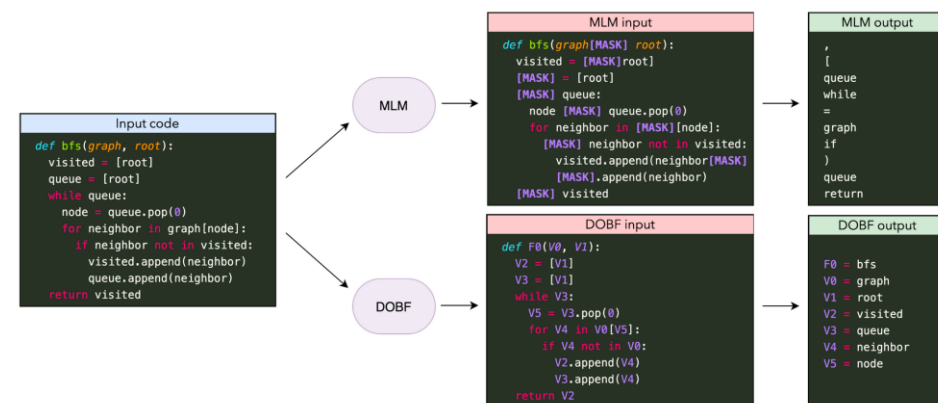 Input code
def bfs(graph, root):
visited = [root]
queue = [root]
while queue:
node = queue.pop(0)
for neighbor in graph[node]:
if neighbor not in visited:
visited.append(neighbor)
queue.append(neighbor)
return visited
MLM
DOBF
MLM input
def bfs(graph[MASK] root):
visited = [MASK]root]
[MASK] = [root]
[MASK] queue:
node [MASK] queue.pop(0)
for neighbor in [MASK][node]:
[MASK] neighbor not in visited:
visited.append(neighbor[MASK]
[MASK].append(neighbor)
[MASK] visited
MLM output
,
[
queue
while
=
graph
if
)
queue
return
DOBF input
def F0(V0, V1):
V2 = [V1]
V3 = [V1]
while V3:
V5 = V3.pop(0)
for V4 in V0[V5]:
if V4 not in V0:
V2.append(V4)
V3.append(V4)
return V2
DOBF output
F0 = bfs
V0 = graph
V1 = root
V2 = visited
V3 = queue
V4 = neighbor
V5 = node